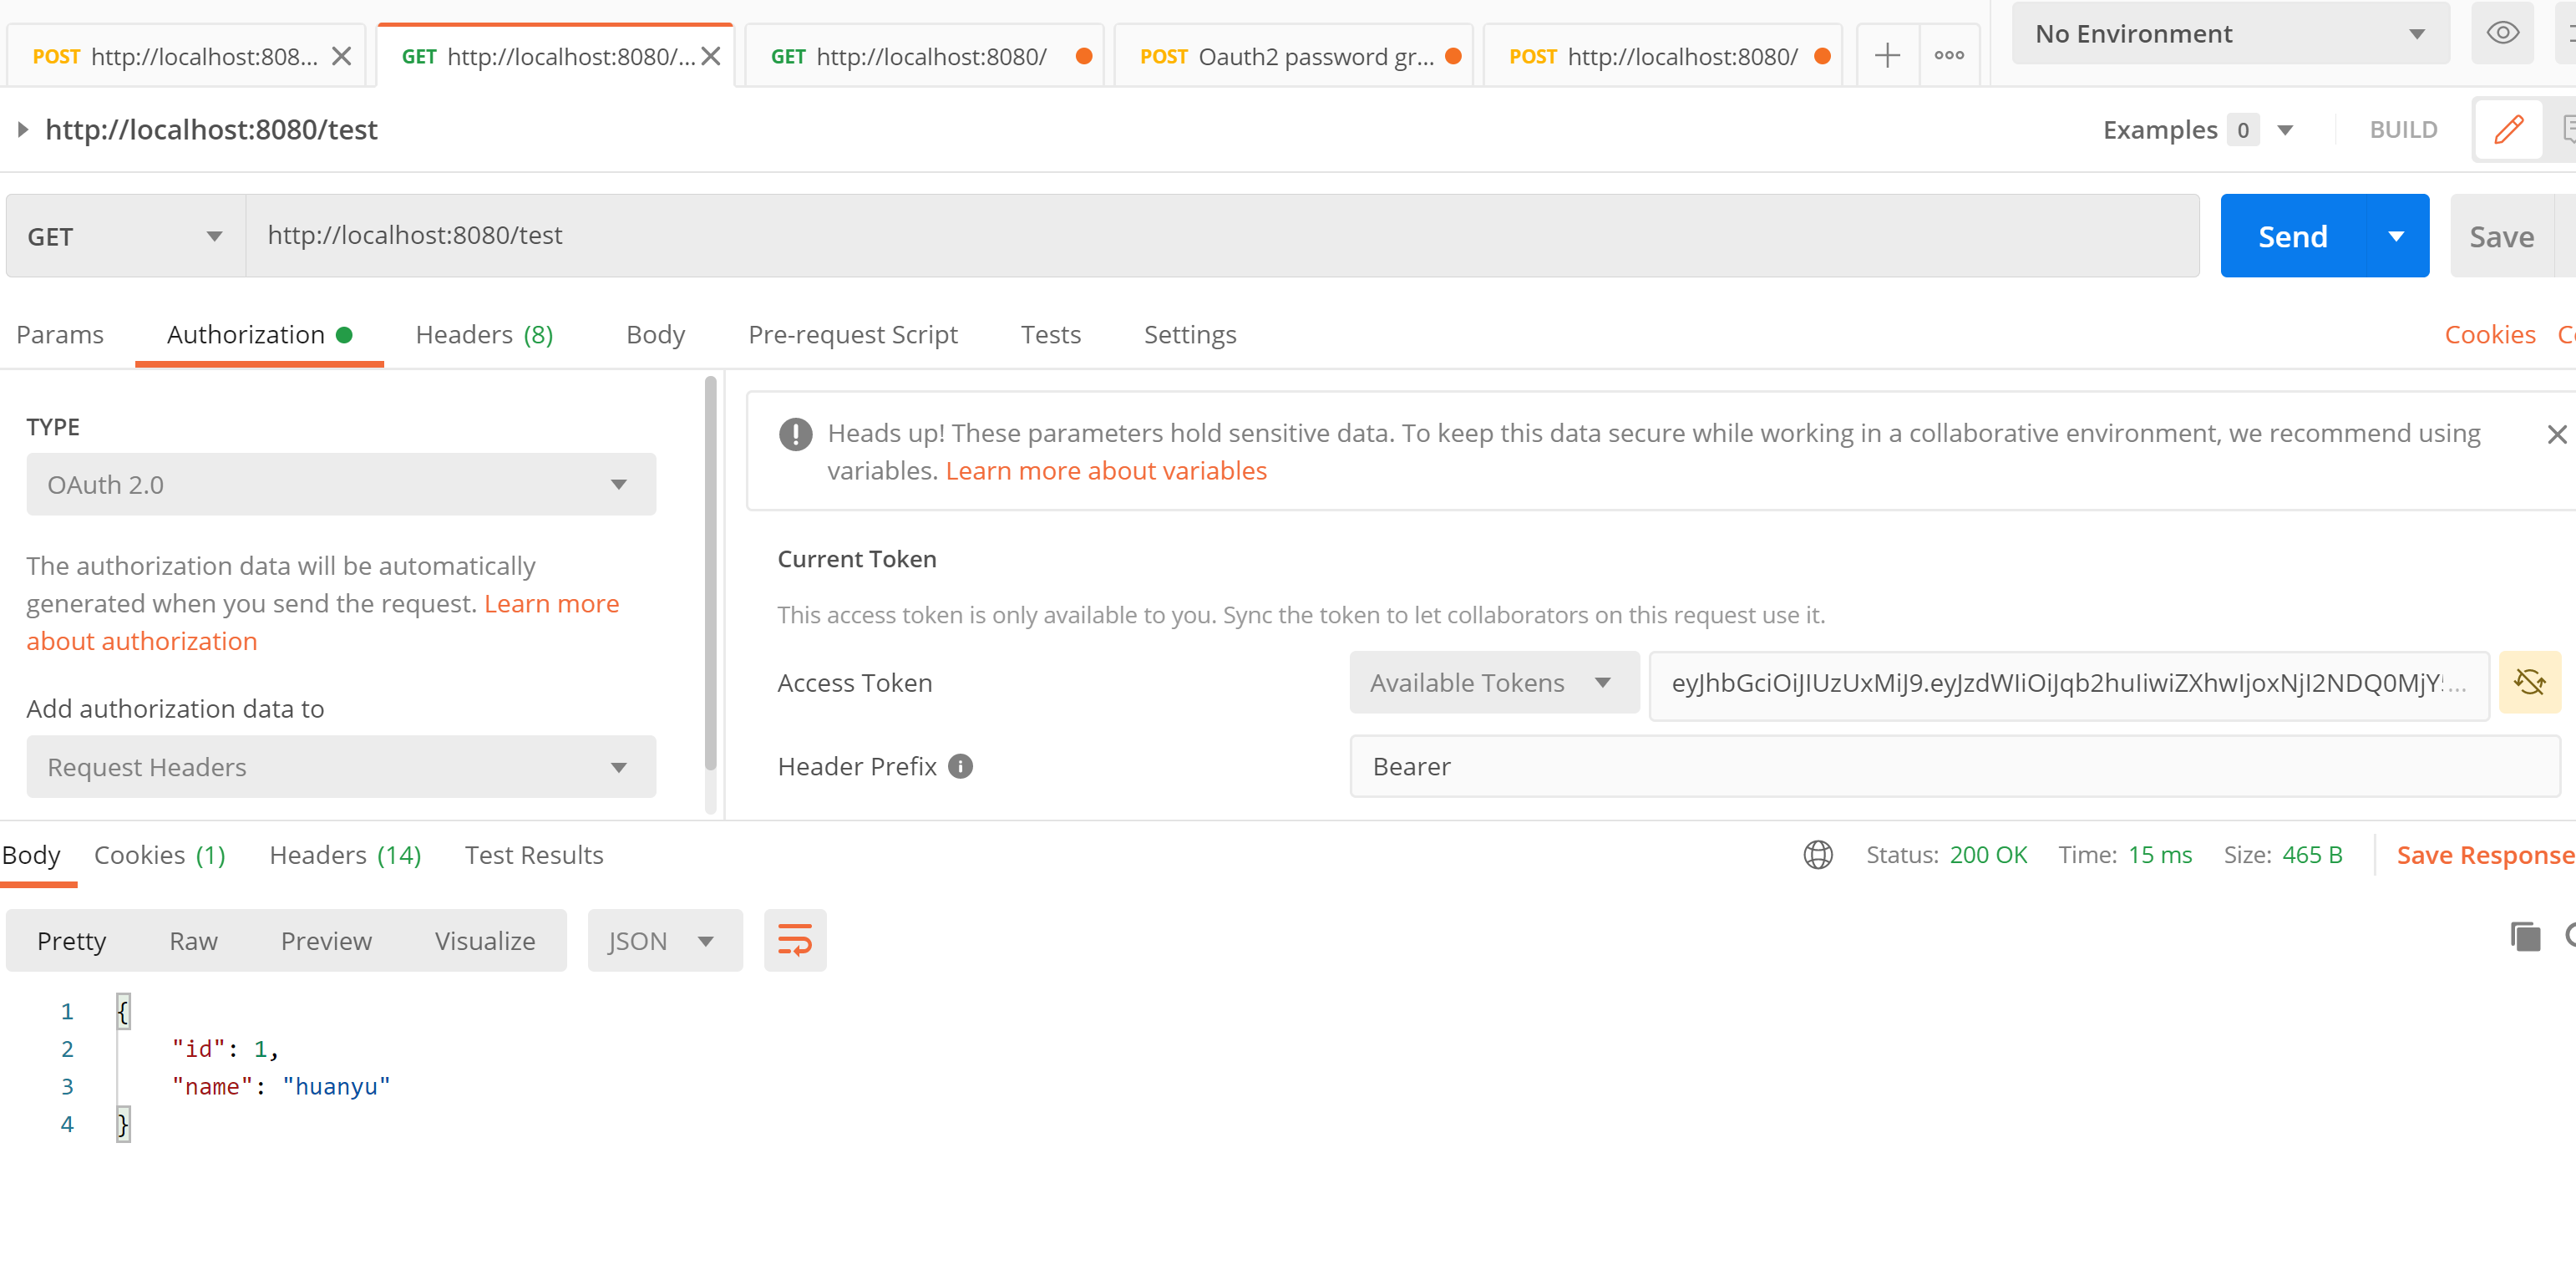 POST http://localhost:808... GET http://localhost:8080/... GET http://localhost:8080/ POST Oauth2 password gr... POST http://localhost:8080/ No Environment
http://localhost:8080/test Examples 0 BUILD
GET http://localhost:8080/test Send Save
Params Authorization Headers (8) Body Pre-request Script Tests Settings Cookies
TYPE
OAuth 2.0
The authorization data will be automatically
generated when you send the request. Learn more
about authorization
Add authorization data to
Request Headers
Heads up! These parameters hold sensitive data. To keep this data secure while working in a collaborative environment, we recommend using
variables. Learn more about variables
Current Token
This access token is only available to you. Sync the token to let collaborators on this request use it.
Access Token Available Tokens eyJhbGciOiJIUzUxMiJ9.eyJzdWIiOiJqb2huIiwiZXhwIjoxNjI2NDQ0MjY...
Header Prefix Bearer
Body Cookies (1) Headers (14) Test Results Status: 200 OK Time: 15 ms Size: 465 B Save Response
Pretty Raw Preview Visualize JSON
1 {
2 "id": 1,
3 "name": "huanyu"
4 }